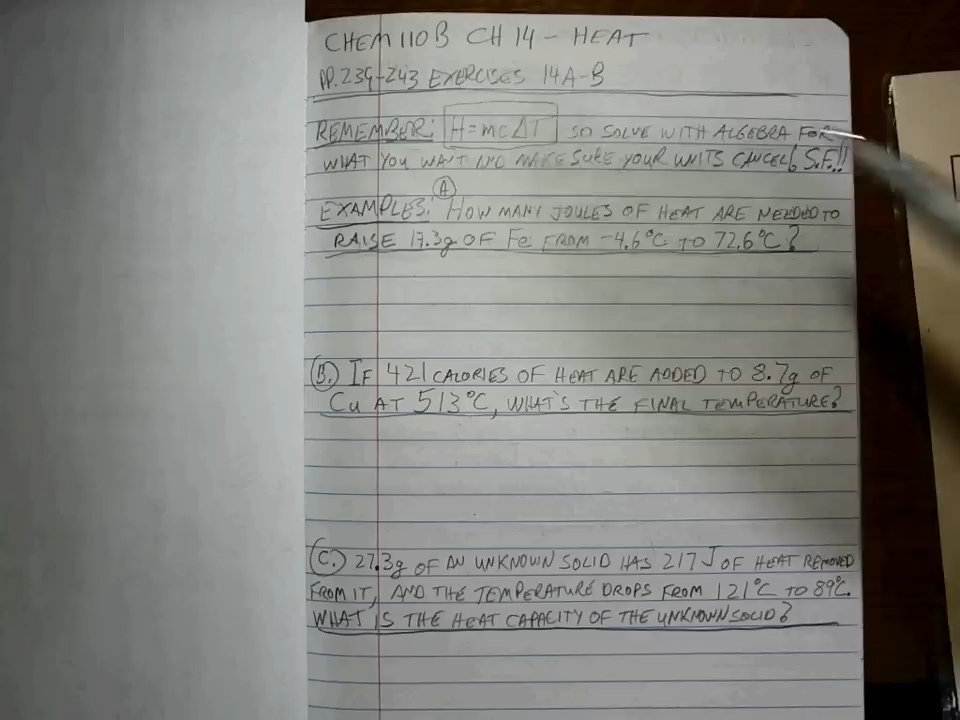 CHEM 110B CH 14 - HEAT
PP. 239-243 EXERCISES 14A-B
REMEMBER: H=mcΔT SO SOLVE WITH ALGEBRA FOR
WHAT YOU WANT AND MAKE SURE YOUR UNITS CANCEL! S.F.!!
EXAMPLES: (A) HOW MANY JOULES OF HEAT ARE NEEDED TO
RAISE 17.3g OF Fe FROM -4.6°C TO 72.6°C?
(B.) IF 421 CALORIES OF HEAT ARE ADDED TO 8.7g OF
Cu AT 513°C, WHAT'S THE FINAL TEMPERATURE?
(C.) 27.3g OF AN UNKNOWN SOLID HAS 217 J OF HEAT REMOVED
FROM IT, AND THE TEMPERATURE DROPS FROM 121°C TO 89°C.
WHAT IS THE HEAT CAPACITY OF THE UNKNOWN SOLID?